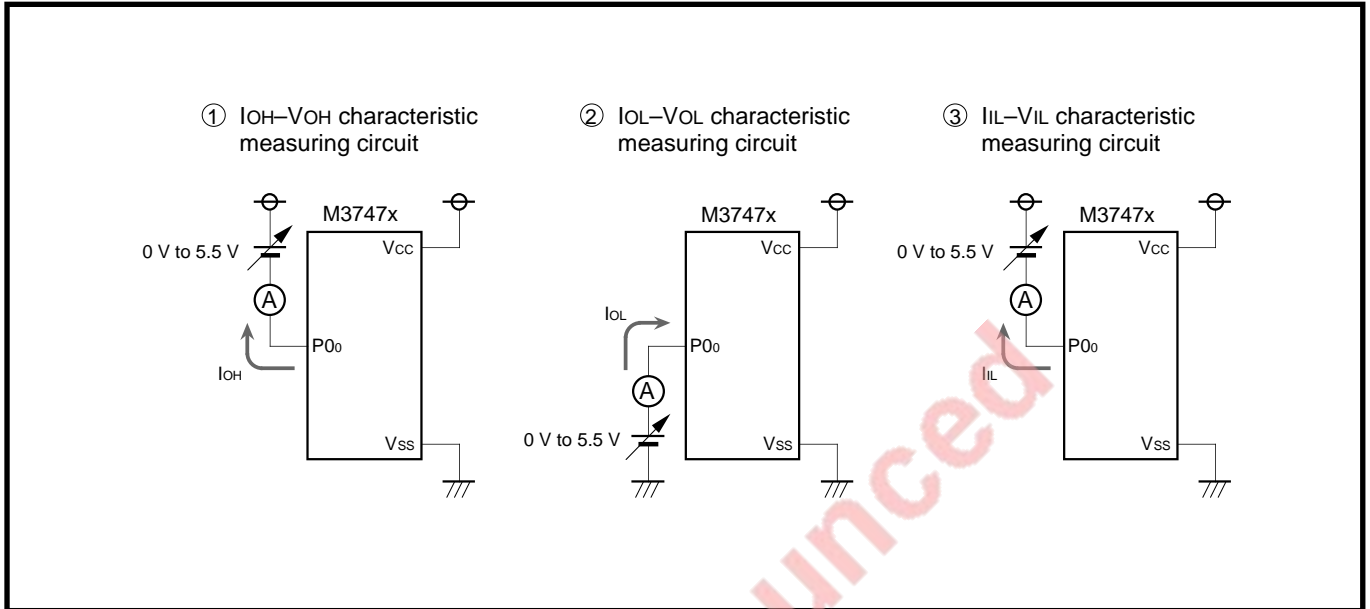 ① IOH–VOH characteristic
measuring circuit
M3747x
VCC
0 V to 5.5 V
A
P00
IOH
VSS
② IOL–VOL characteristic
measuring circuit
M3747x
VCC
IOL
P00
A
0 V to 5.5 V
VSS
③ IIL–VIL characteristic
measuring circuit
M3747x
VCC
0 V to 5.5 V
A
P00
IIL
VSS
unced